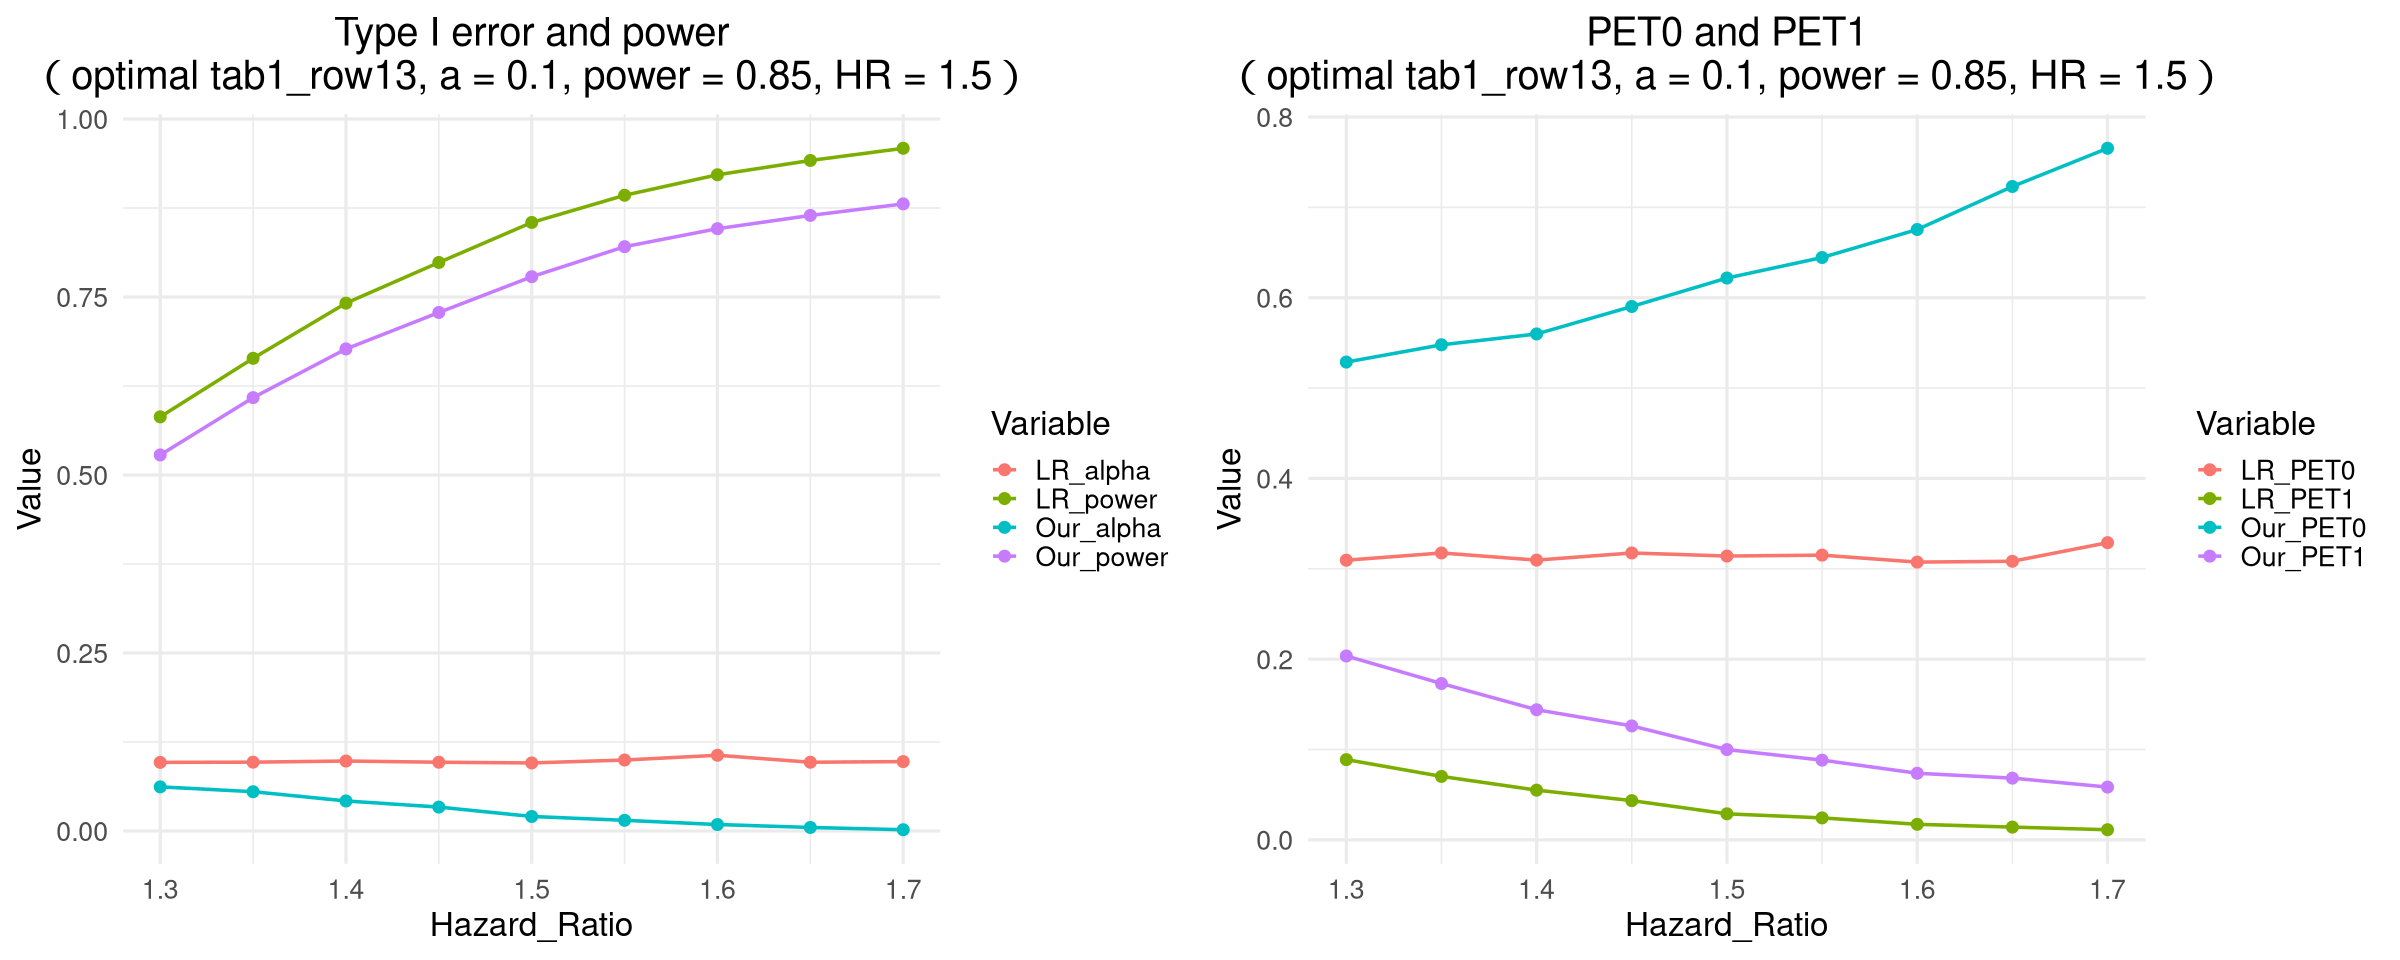 Type I error and power
( optimal tab1_row13, a = 0.1, power = 0.85, HR = 1.5 )
1.00
0.75
0.50
0.25
0.00
Value
1.3
1.4
1.5
1.6
1.7
Hazard_Ratio
Variable
LR_alpha
LR_power
Our_alpha
Our_power
PET0 and PET1
( optimal tab1_row13, a = 0.1, power = 0.85, HR = 1.5 )
0.8
0.6
0.4
0.2
0.0
Value
1.3
1.4
1.5
1.6
1.7
Hazard_Ratio
Variable
LR_PET0
LR_PET1
Our_PET0
Our_PET1